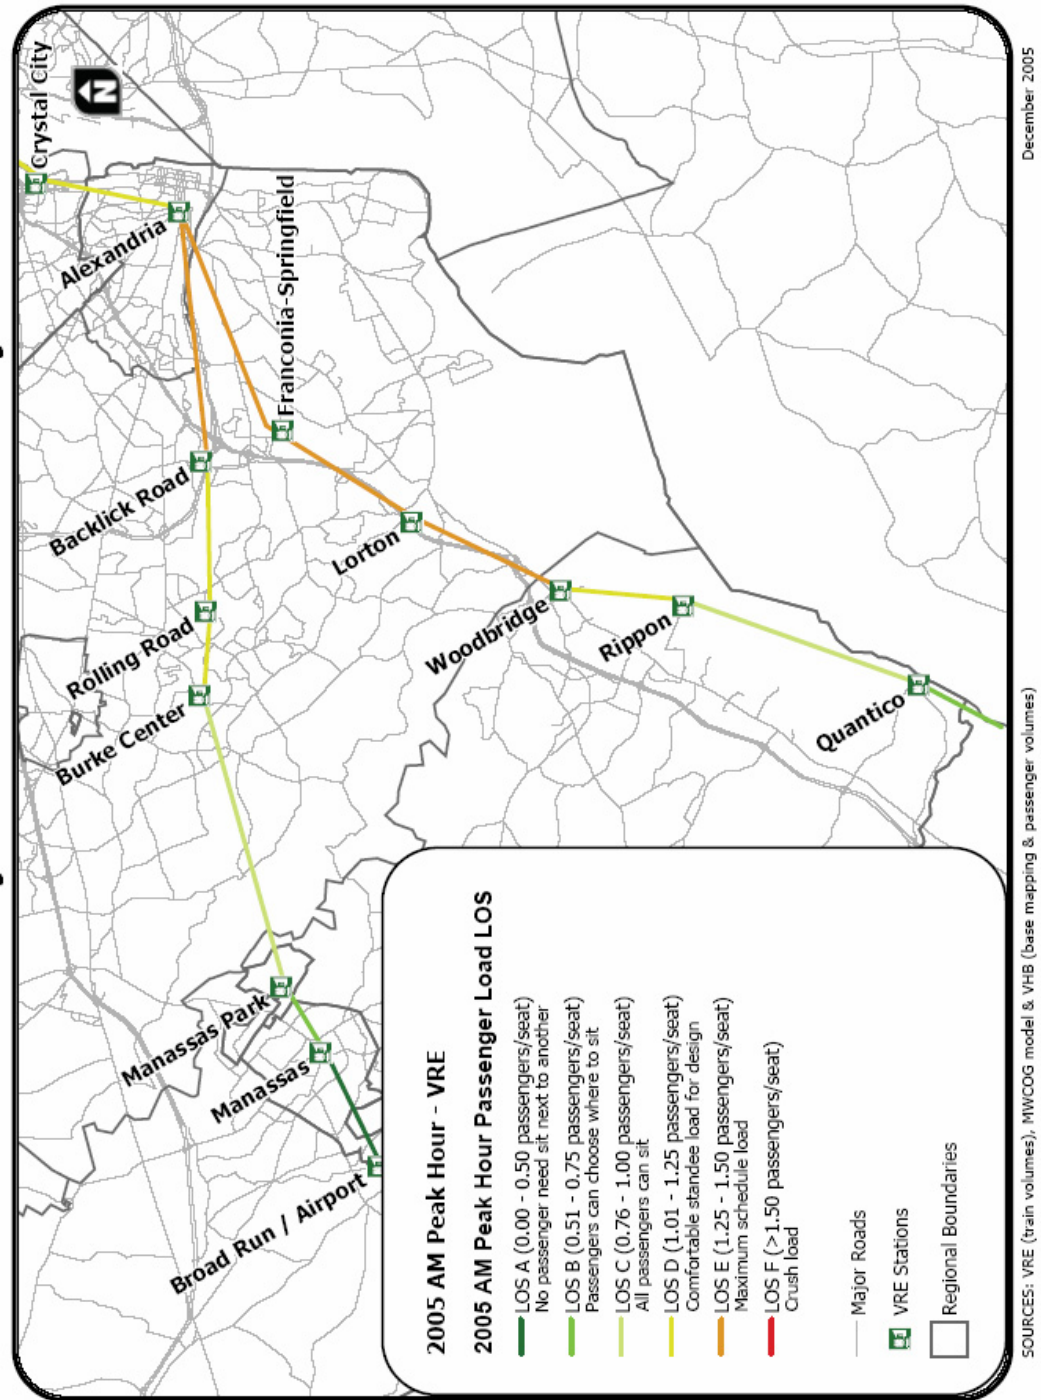 Crystal City
N
Alexandria
Franconia-Springfield
Backlick Road
Lorton
Rolling Road
Woodbridge
Burke Center
Rippon
Quantico
Manassas Park
Manassas
Broad Run / Airport
2005 AM Peak Hour - VRE
2005 AM Peak Hour Passenger Load LOS
LOS A (0.00 - 0.50 passengers/seat)
No passenger need sit next to another
LOS B (0.51 - 0.75 passengers/seat)
Passengers can choose where to sit
LOS C (0.76 - 1.00 passengers/seat)
All passengers can sit
LOS D (1.01 - 1.25 passengers/seat)
Comfortable standee load for design
LOS E (1.25 - 1.50 passengers/seat)
Maximum schedule load
LOS F (>1.50 passengers/seat)
Crush load
Major Roads
VRE Stations
Regional Boundaries
SOURCES: VRE (train volumes), MWCOG model & VHB (base mapping & passenger volumes)
December 2005